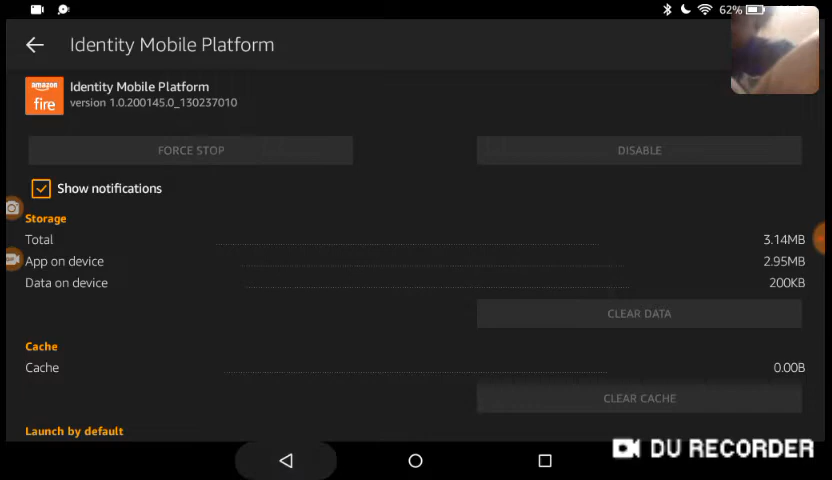 62%
Identity Mobile Platform
amazon
fire
Identity Mobile Platform
version 1.0.200145.0_130237010
FORCE STOP
DISABLE
Show notifications
Storage
Total 3.14MB
App on device 2.95MB
Data on device 200KB
CLEAR DATA
Cache
Cache 0.00B
CLEAR CACHE
Launch by default
DU RECORDER